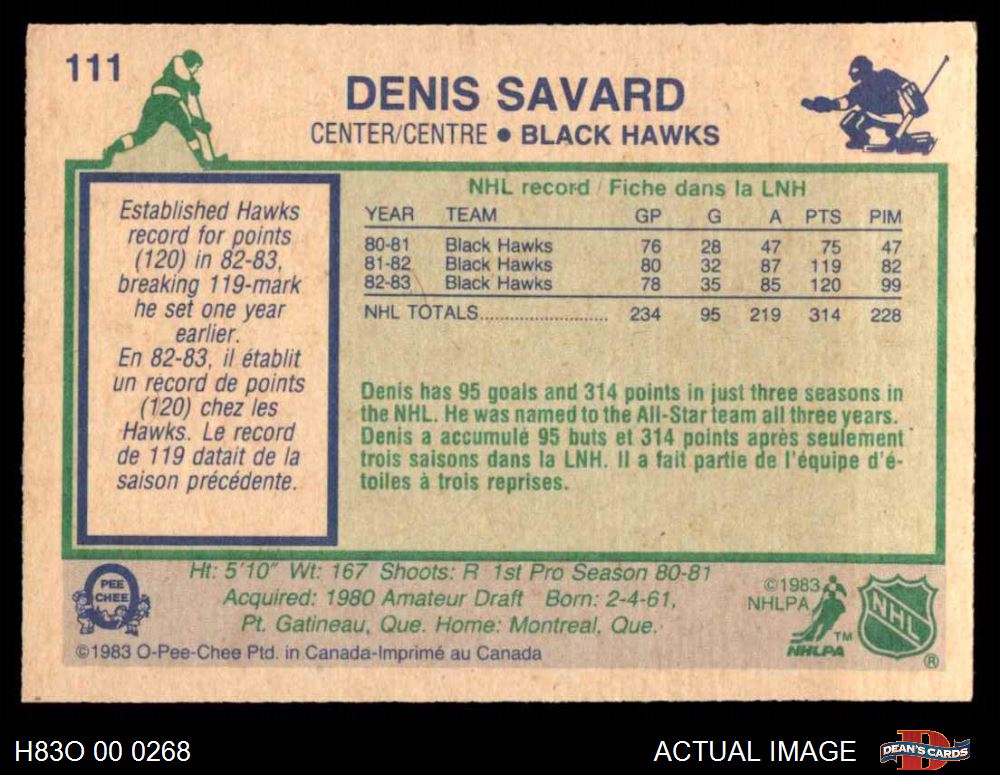 111
DENIS SAVARD
CENTER/CENTRE ● BLACK HAWKS
Established Hawks
record for points
(120) in 82-83,
breaking 119-mark
he set one year
earlier.
En 82-83, il établit
un record de points
(120) chez les
Hawks. Le record
de 119 datait de la
saison précédente.
NHL record / Fiche dans la LNH
YEAR TEAM GP G A PTS PIM
80-81 Black Hawks 76 28 47 75 47
81-82 Black Hawks 80 32 87 119 82
82-83 Black Hawks 78 35 85 120 99
NHL TOTALS........................ 234 95 219 314 228
Denis has 95 goals and 314 points in just three seasons in
the NHL. He was named to the All-Star team all three years.
Denis a accumulé 95 buts et 314 points après seulement
trois saisons dans la LNH. Il a fait partie de l'équipe d'é-
toiles à trois reprises.
PEE
CHEE
Ht: 5'10" Wt: 167 Shoots: R 1st Pro Season 80-81
Acquired: 1980 Amateur Draft Born: 2-4-61,
Pt. Gatineau, Que. Home: Montreal, Que.
©1983 O-Pee-Chee Ptd. in Canada-Imprimé au Canada
©1983
NHLPA
TM
NHLPA
NHL
®
H83O 00 0268
ACTUAL IMAGE
D
DEAN'S CARDS